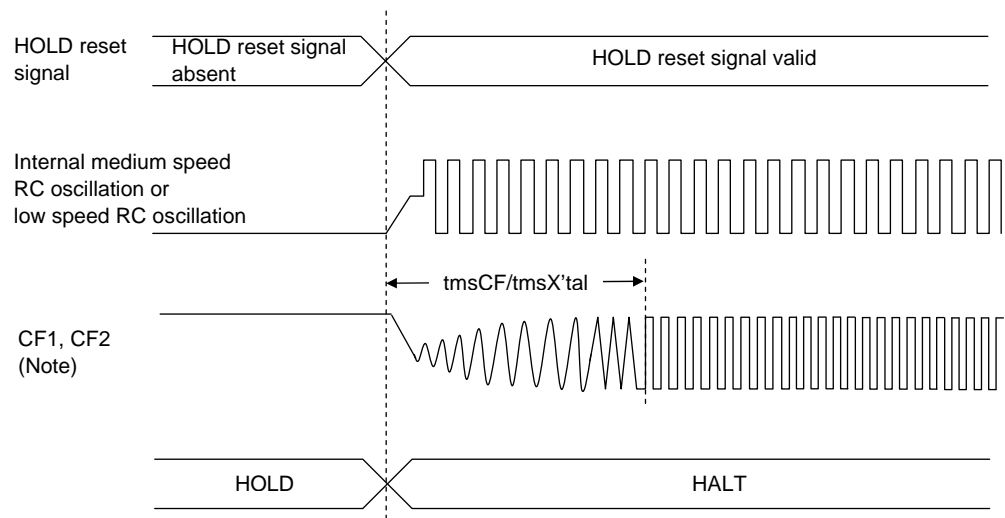 HOLD reset
signal
HOLD reset signal
absent
HOLD reset signal valid
Internal medium speed
RC oscillation or
low speed RC oscillation
tmsCF/tmsX’tal
CF1, CF2
(Note)
HOLD
HALT